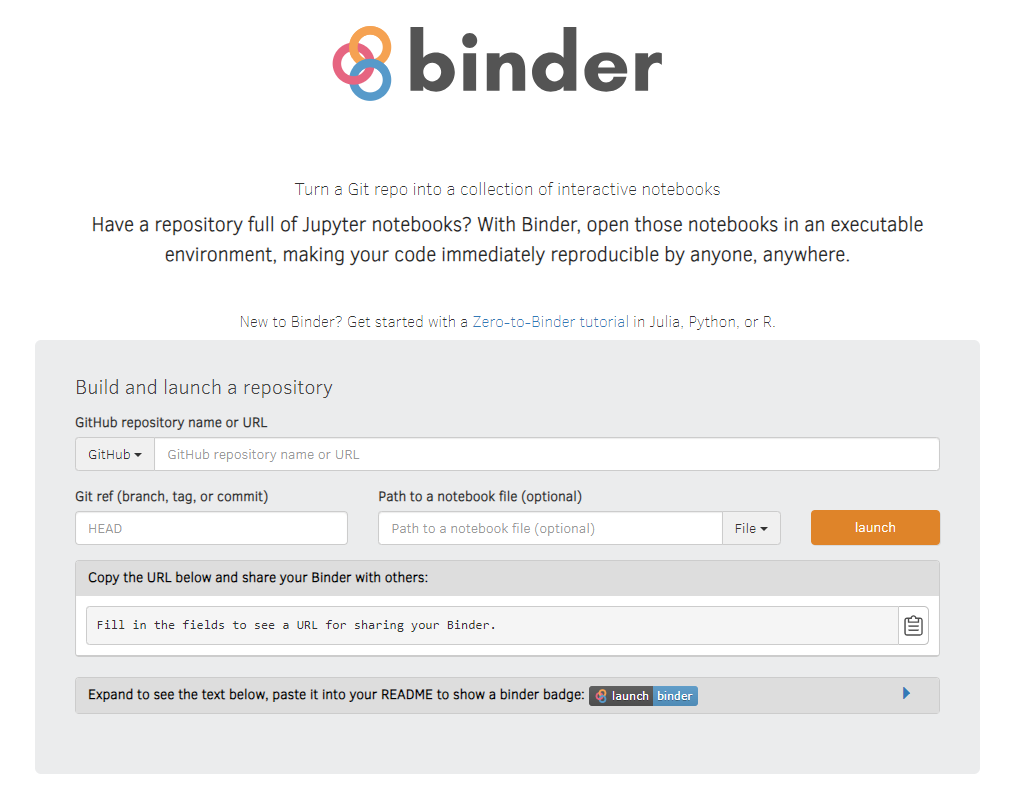 binder
Turn a Git repo into a collection of interactive notebooks
Have a repository full of Jupyter notebooks? With Binder, open those notebooks in an executable
environment, making your code immediately reproducible by anyone, anywhere.
New to Binder? Get started with a Zero-to-Binder tutorial in Julia, Python, or R.
Build and launch a repository
GitHub repository name or URL
GitHub GitHub repository name or URL
Git ref (branch, tag, or commit) Path to a notebook file (optional)
HEAD Path to a notebook file (optional) File launch
Copy the URL below and share your Binder with others:
Fill in the fields to see a URL for sharing your Binder.
Expand to see the text below, paste it into your README to show a binder badge: launch binder